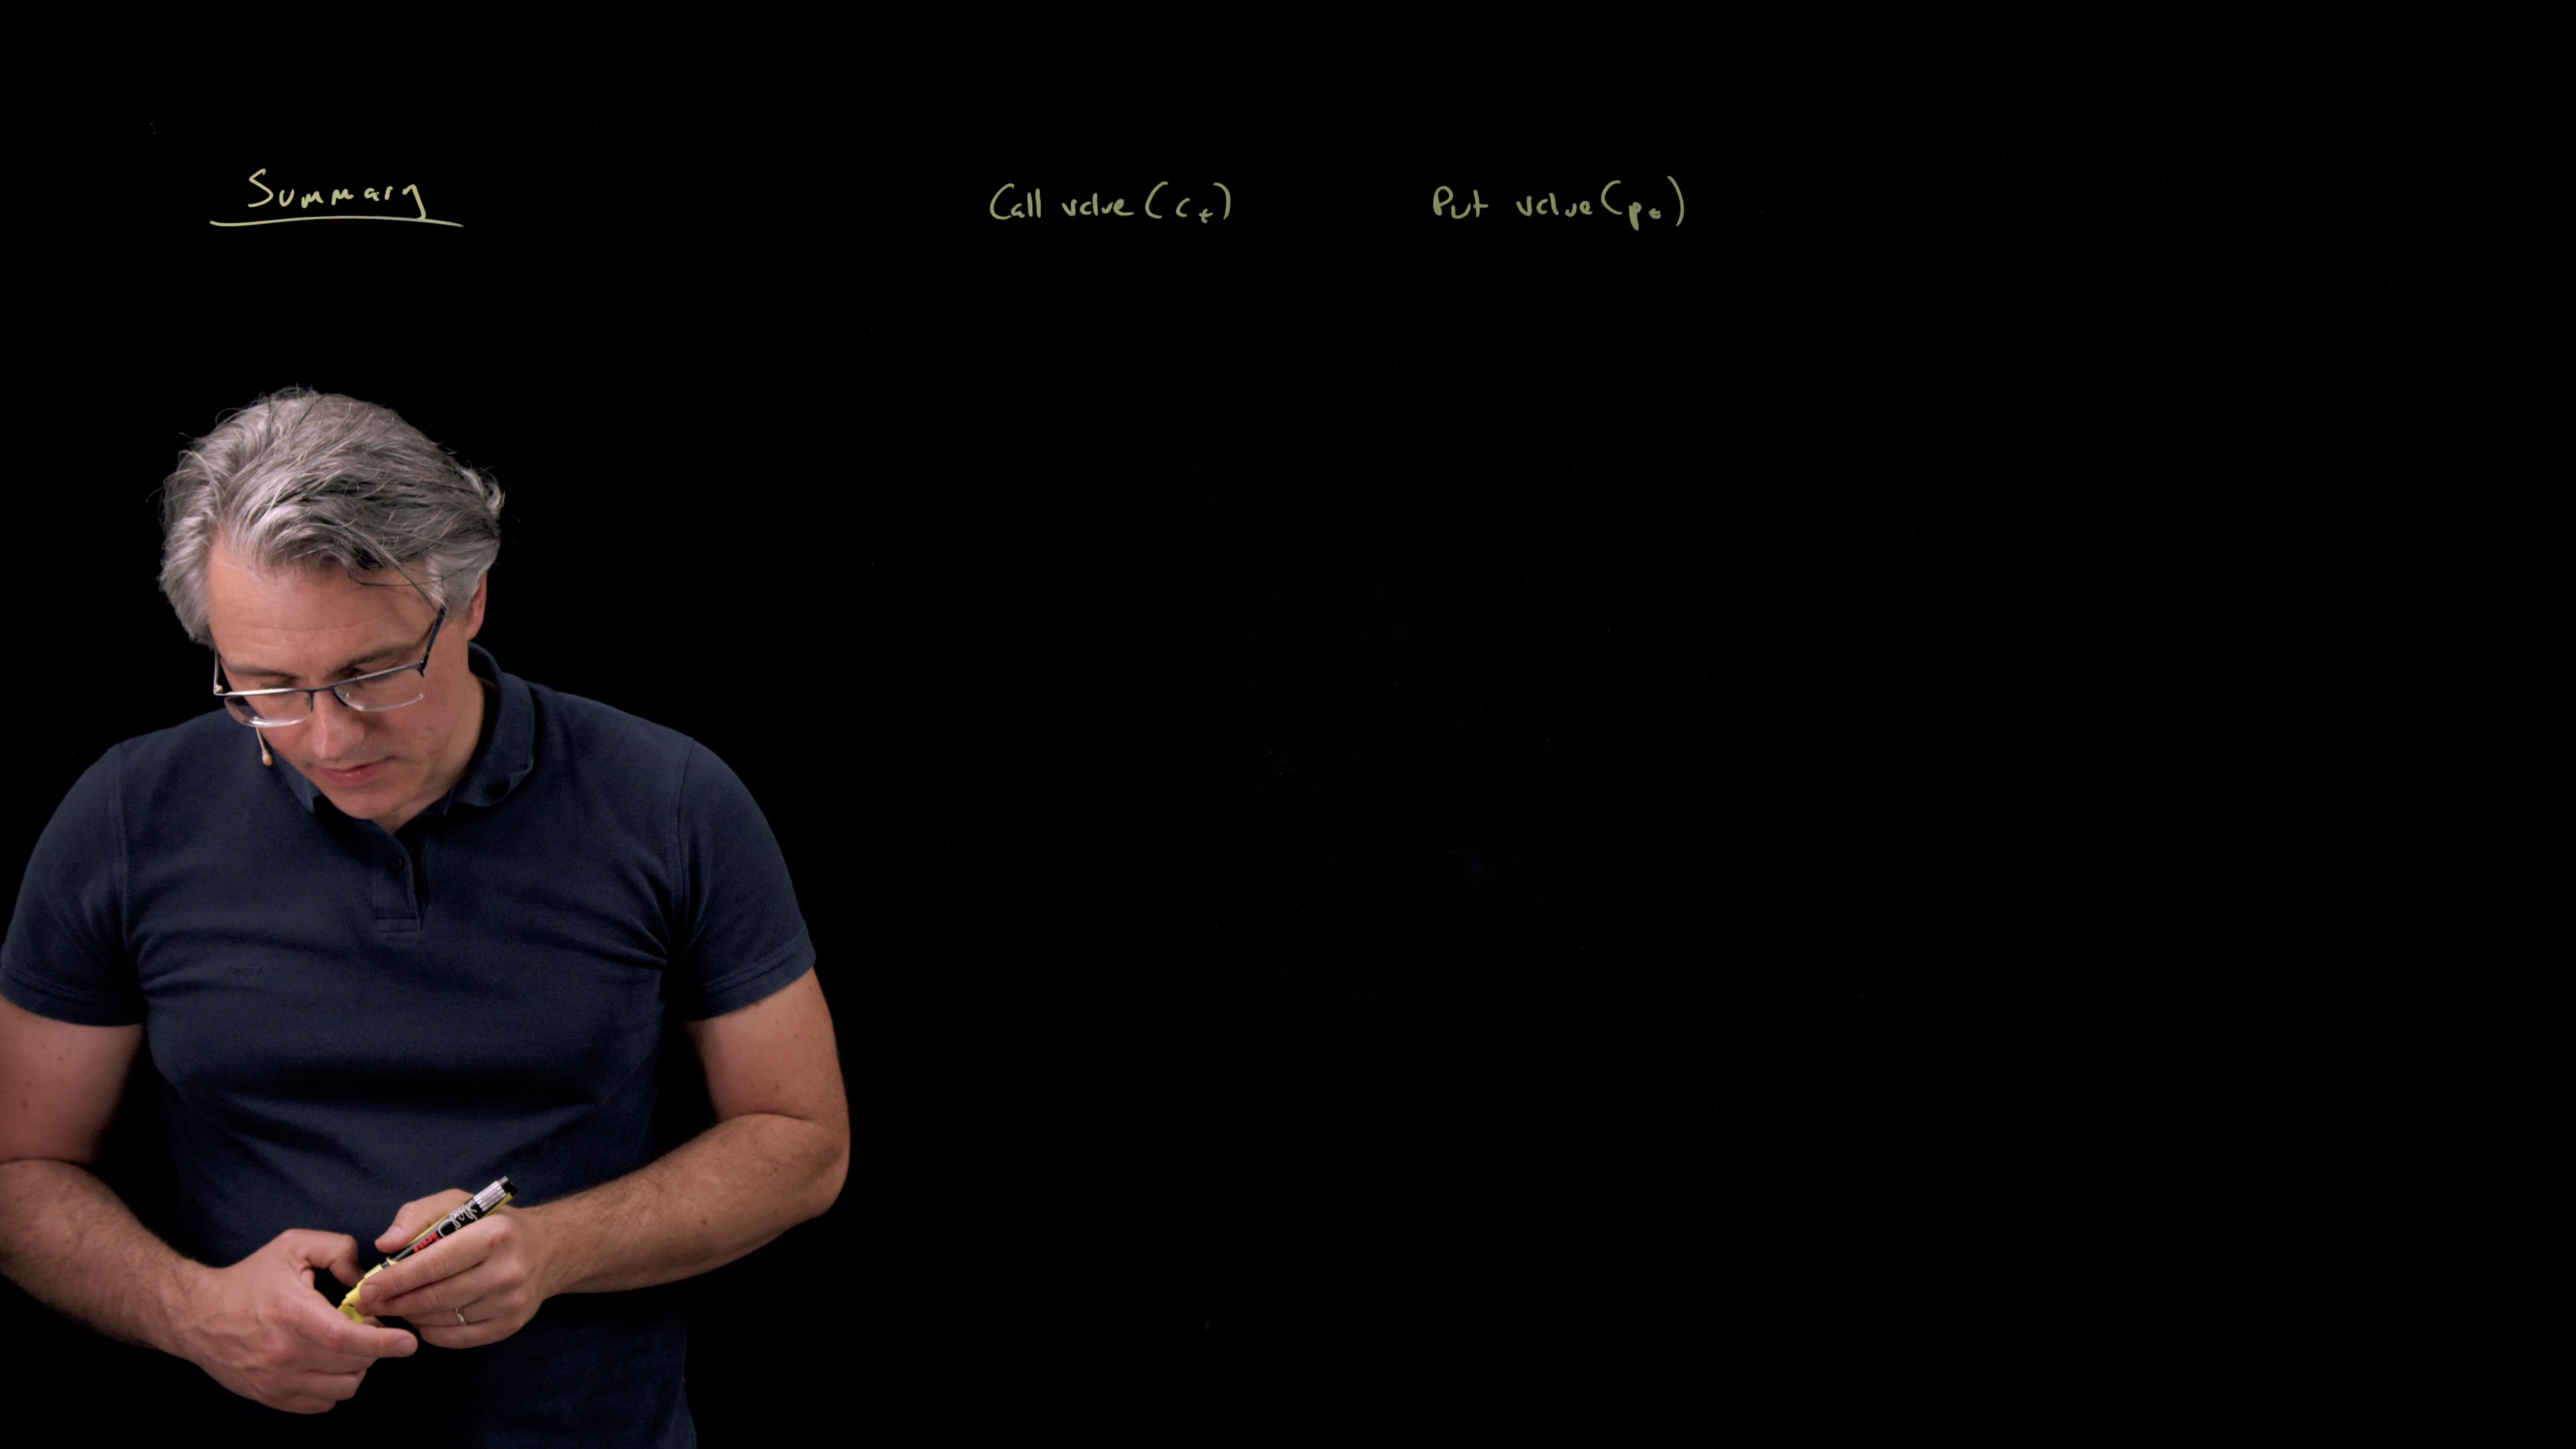 Summary
Call value (c_t)
Put value (p_t)